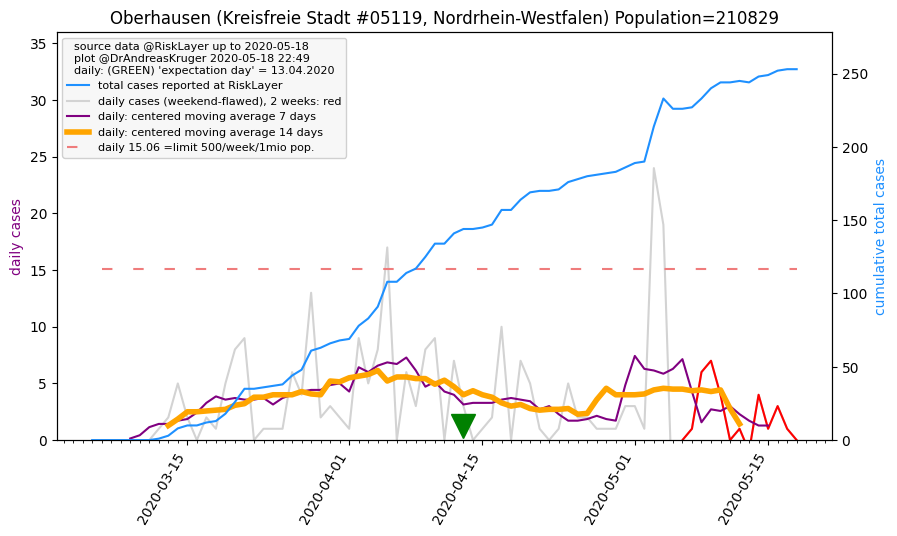 Oberhausen (Kreisfreie Stadt #05119, Nordrhein-Westfalen) Population=210829
source data @RiskLayer up to 2020-05-18
plot @DrAndreasKruger 2020-05-18 22:49
daily: (GREEN) 'expectation day' = 13.04.2020
total cases reported at RiskLayer
daily cases (weekend-flawed), 2 weeks: red
daily: centered moving average 7 days
daily: centered moving average 14 days
daily 15.06 =limit 500/week/1mio pop.
daily cases
35
30
25
20
15
10
5
0
cumulative total cases
250
200
150
100
50
0
2020-03-15
2020-04-01
2020-04-15
2020-05-01
2020-05-15